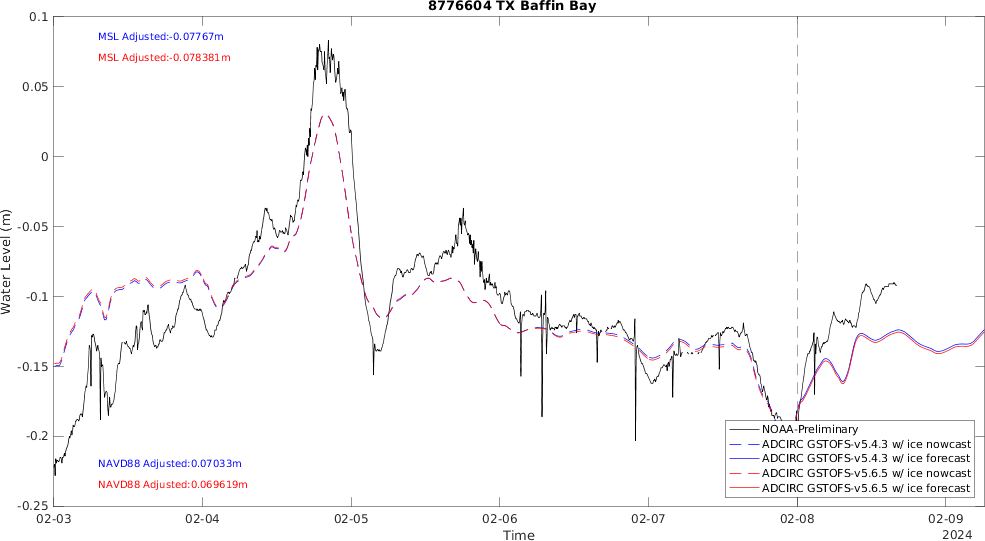 8776604 TX Baffin Bay
0.1
MSL Adjusted:-0.07767m
MSL Adjusted:-0.078381m
0.05
0
-0.05
Water Level (m)
-0.1
-0.15
-0.2
NOAA-Preliminary
ADCIRC GSTOFS-v5.4.3 w/ ice nowcast
ADCIRC GSTOFS-v5.4.3 w/ ice forecast
ADCIRC GSTOFS-v5.6.5 w/ ice nowcast
ADCIRC GSTOFS-v5.6.5 w/ ice forecast
NAVD88 Adjusted:0.07033m
NAVD88 Adjusted:0.069619m
-0.25
02-03 02-04 02-05 02-06 02-07 02-08 02-09
Time
2024